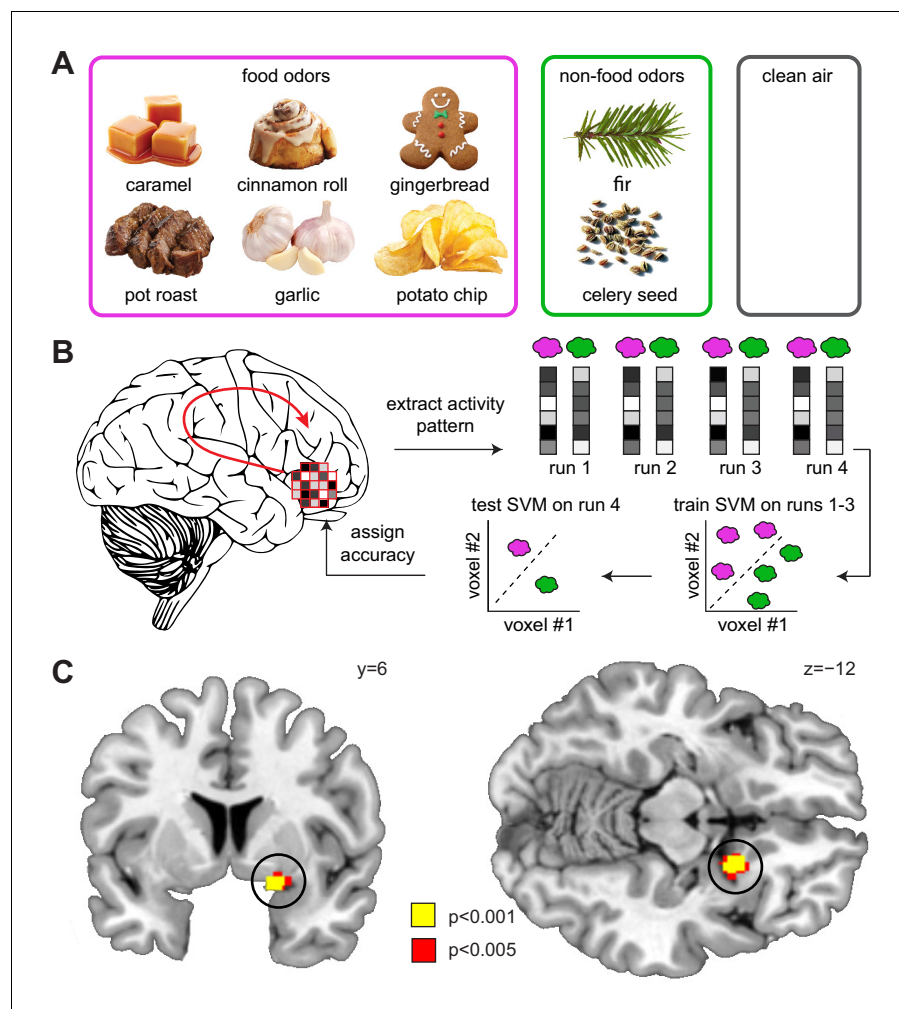 A
food odors
non-food odors
clean air
caramel
cinnamon roll
gingerbread
fir
pot roast
garlic
potato chip
celery seed
B
extract activity
pattern
run 1
run 2
run 3
run 4
test SVM on run 4
train SVM on runs 1-3
assign
accuracy
voxel #2
voxel #1
voxel #2
voxel #1
C
y=6
z=−12
p<0.001
p<0.005